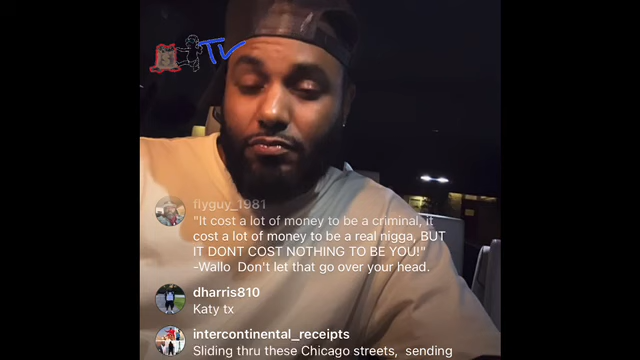 TV
flyguy_1981
"It cost a lot of money to be a criminal, it
cost a lot of money to be a real nigga, BUT
IT DONT COST NOTHING TO BE YOU!"
-Wallo  Don't let that go over your head.
dharris810
Katy tx
intercontinental_receipts
Sliding thru these Chicago streets,  sending